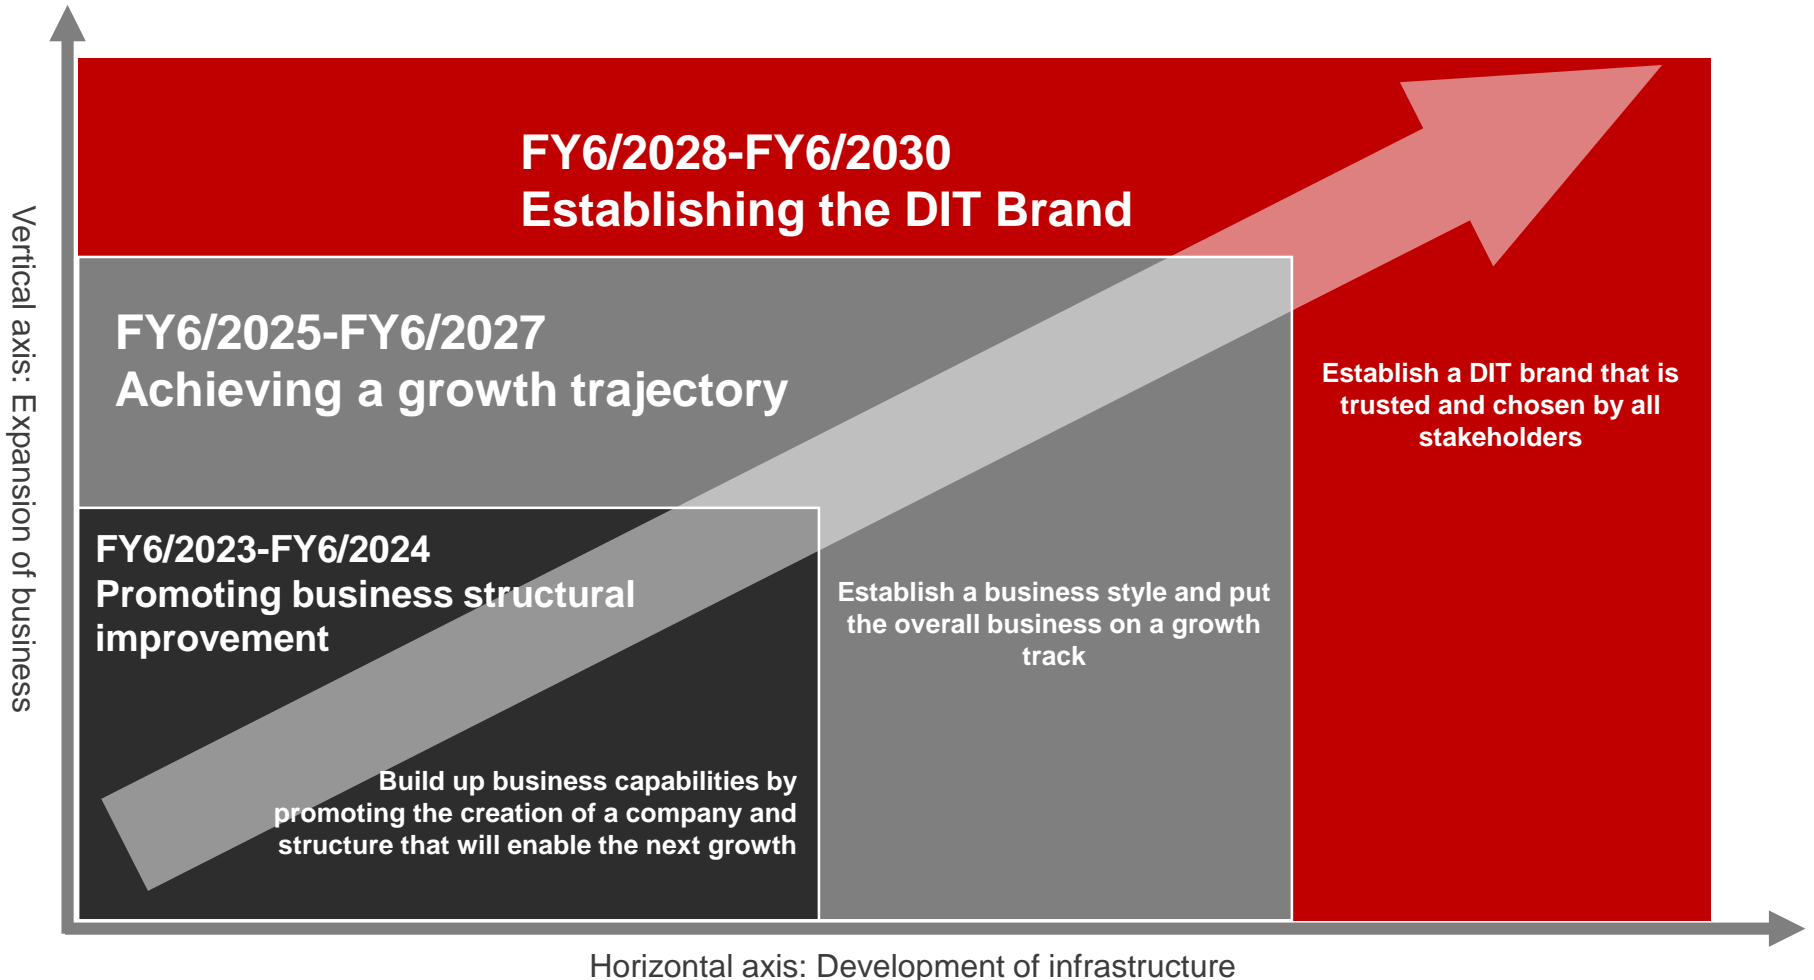 FY6/2028-FY6/2030
Establishing the DIT Brand
FY6/2025-FY6/2027
Achieving a growth trajectory
Establish a DIT brand that is
trusted and chosen by all
stakeholders
FY6/2023-FY6/2024
Promoting business structural
improvement
Establish a business style and put
the overall business on a growth
track
Build up business capabilities by
promoting the creation of a company and
structure that will enable the next growth
Vertical axis: Expansion of business
Horizontal axis: Development of infrastructure